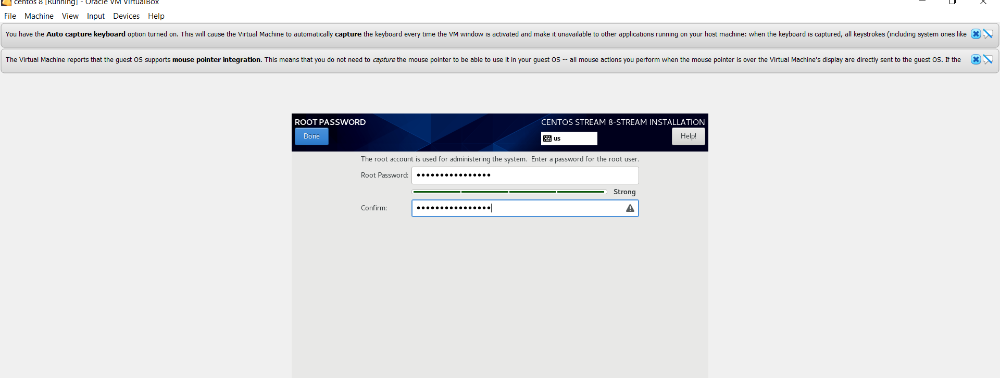 centos 8 [Running] - Oracle VM VirtualBox
File Machine View Input Devices Help
You have the Auto capture keyboard option turned on. This will cause the Virtual Machine to automatically capture the keyboard every time the VM window is activated and make it unavailable to other applications running on your host machine: when the keyboard is captured, all keystrokes (including system ones like
The Virtual Machine reports that the guest OS supports mouse pointer integration. This means that you do not need to capture the mouse pointer to be able to use it in your guest OS -- all mouse actions you perform when the mouse pointer is over the Virtual Machine's display are directly sent to the guest OS. If the
ROOT PASSWORD
CENTOS STREAM 8-STREAM INSTALLATION
Done
us
Help!
The root account is used for administering the system. Enter a password for the root user.
Root Password: ●●●●●●●●●●●●●●●●
Strong
Confirm: ●●●●●●●●●●●●●●●●